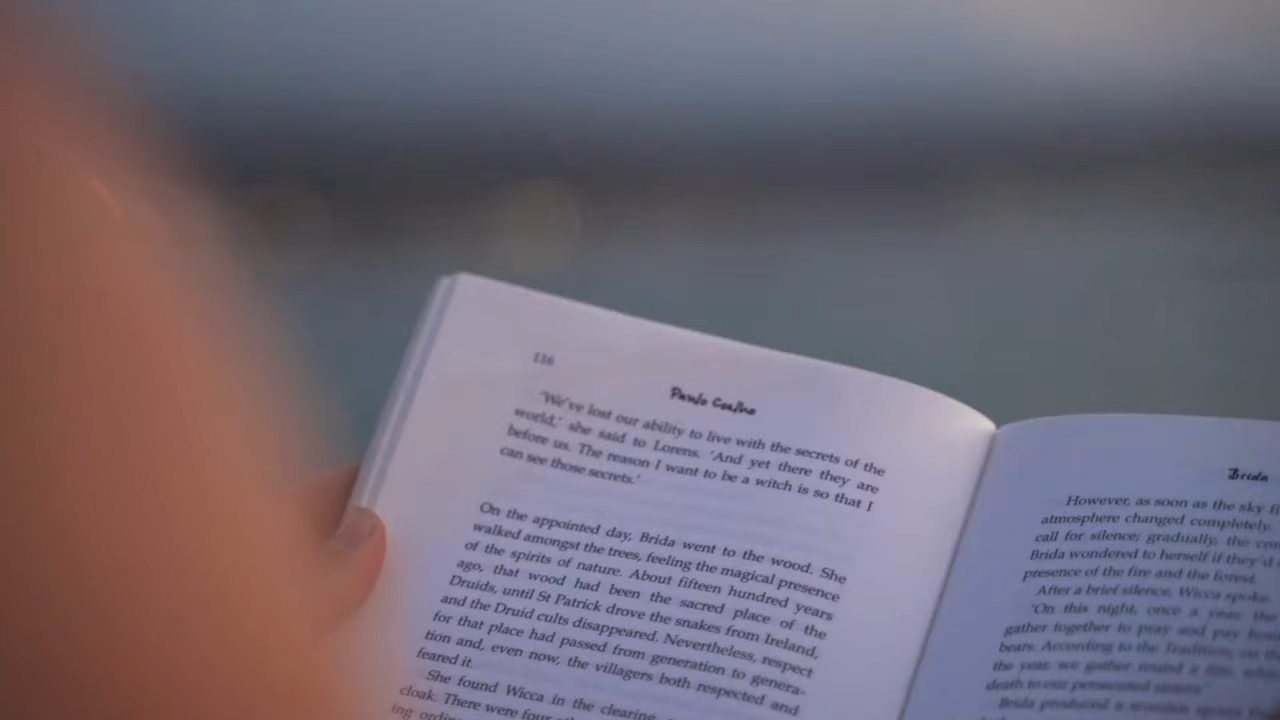 116
Paulo Coelho
'We've lost our ability to live with the secrets of the
world,' she said to Lorens. 'And yet there they are
before us. The reason I want to be a witch is so that I
can see those secrets.'
On the appointed day, Brida went to the wood. She
walked amongst the trees, feeling the magical presence
of the spirits of nature. About fifteen hundred years
ago, that wood had been the sacred place of the
Druids, until St Patrick drove the snakes from Ireland,
and the Druid cults disappeared. Nevertheless, respect
for that place had passed from generation to genera-
tion and, even now, the villagers both respected and
feared it.
She found Wicca in the clearing,
cloak. There were four
ing
Brida
However, as soon as the sky
atmosphere changed completely.
call for silence; gradually, the
Brida wondered to herself if they'd
presence of the fire and the forest.
After a brief silence, Wicca spoke.
'On this night, once a year, the
gather together to pray and pay
bears. According to the Tradition, on
the year, we gather round a
death to our persecuted
Brida produced a wooden spoon